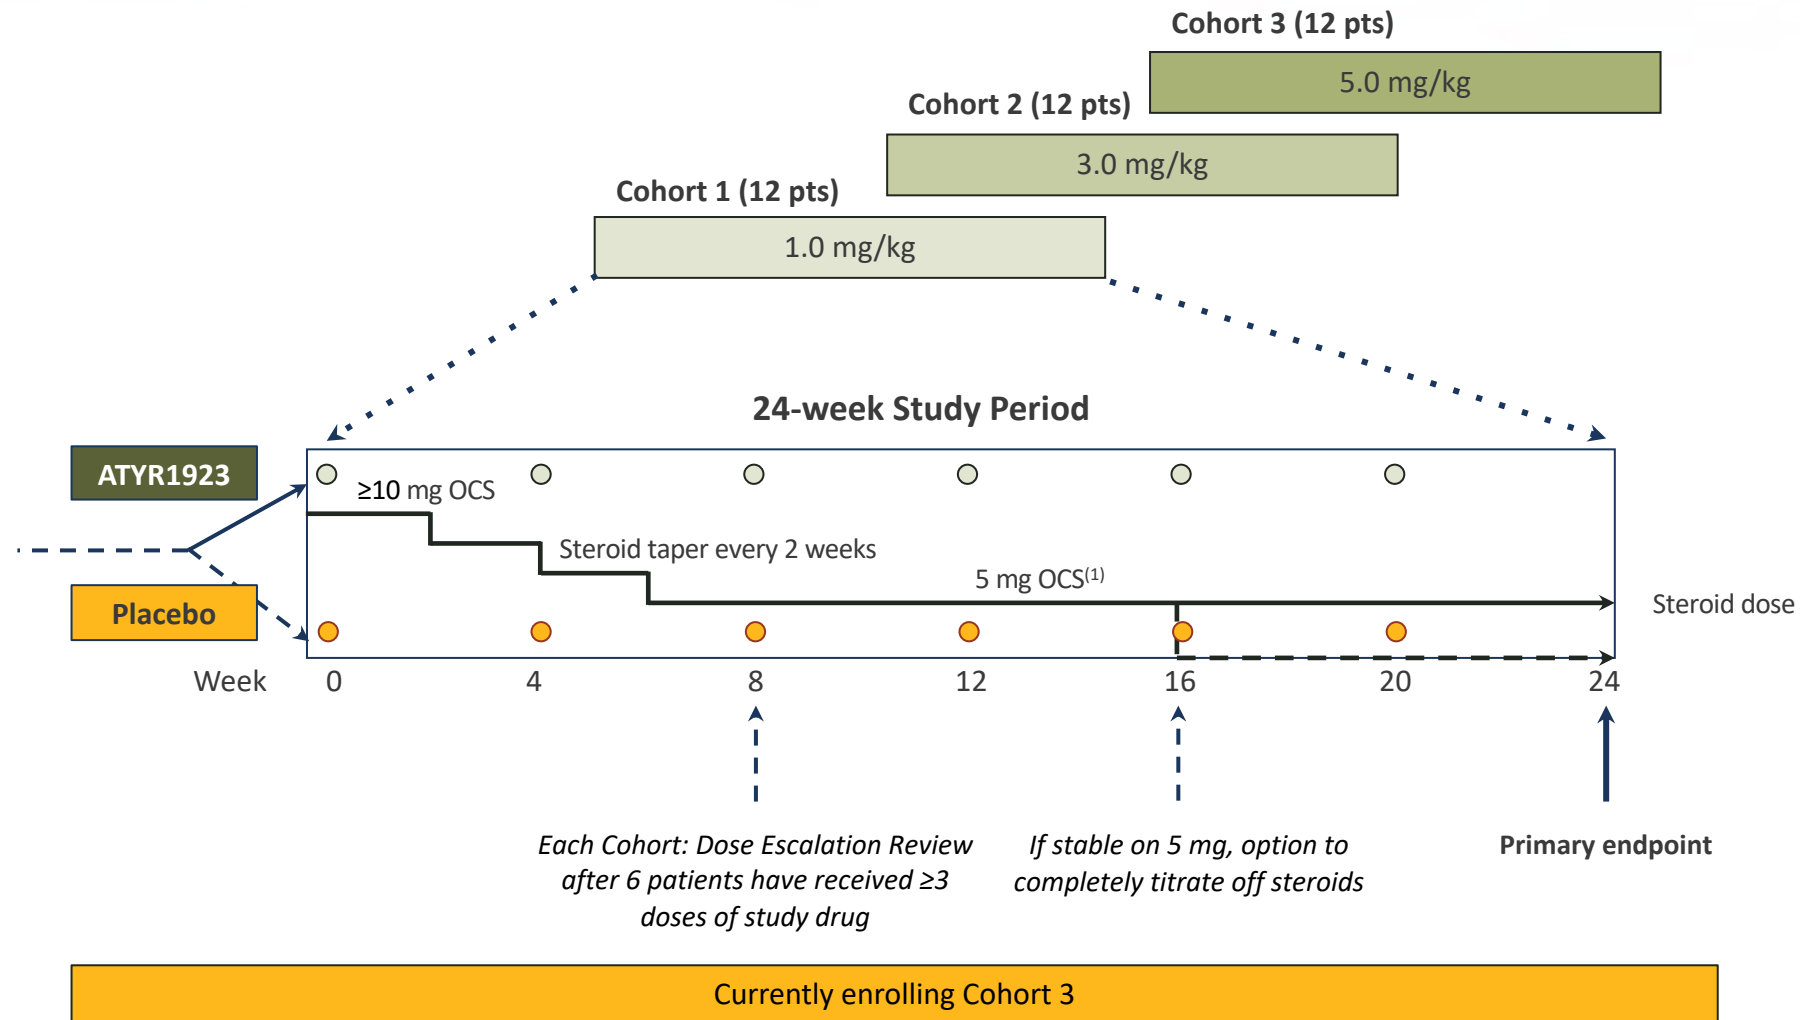 Cohort 3 (12 pts)
5.0 mg/kg
Cohort 2 (12 pts)
3.0 mg/kg
Cohort 1 (12 pts)
1.0 mg/kg
24-week Study Period
ATYR1923
≥10 mg OCS
Steroid taper every 2 weeks
5 mg OCS(1)
Placebo
Steroid dose
Week 0 4 8 12 16 20 24
Each Cohort: Dose Escalation Review
after 6 patients have received ≥3
doses of study drug
If stable on 5 mg, option to
completely titrate off steroids
Primary endpoint
Currently enrolling Cohort 3